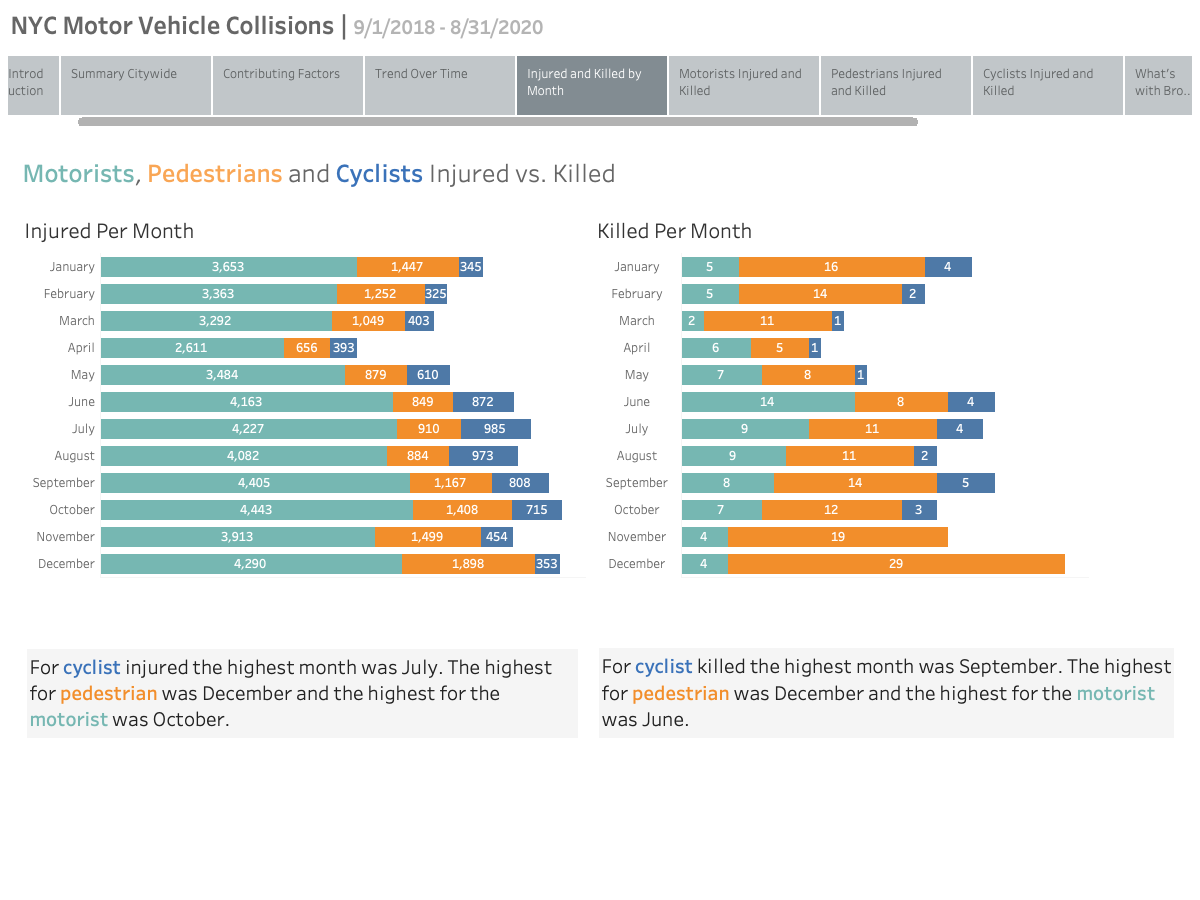 NYC Motor Vehicle Collisions | 9/1/2018 - 8/31/2020
Introd
uction
Summary Citywide
Contributing Factors
Trend Over Time
Injured and Killed by
Month
Motorists Injured and
Killed
Pedestrians Injured
and Killed
Cyclists Injured and
Killed
What's
with Bro..
Motorists, Pedestrians and Cyclists Injured vs. Killed
Injured Per Month
January 3,653 1,447 345
February 3,363 1,252 325
March 3,292 1,049 403
April 2,611 656 393
May 3,484 879 610
June 4,163 849 872
July 4,227 910 985
August 4,082 884 973
September 4,405 1,167 808
October 4,443 1,408 715
November 3,913 1,499 454
December 4,290 1,898 353
Killed Per Month
January 5 16 4
February 5 14 2
March 2 11 1
April 6 5 1
May 7 8 1
June 14 8 4
July 9 11 4
August 9 11 2
September 8 14 5
October 7 12 3
November 4 19
December 4 29
For cyclist injured the highest month was July. The highest
for pedestrian was December and the highest for the
motorist was October.
For cyclist killed the highest month was September. The highest
for pedestrian was December and the highest for the motorist
was June.